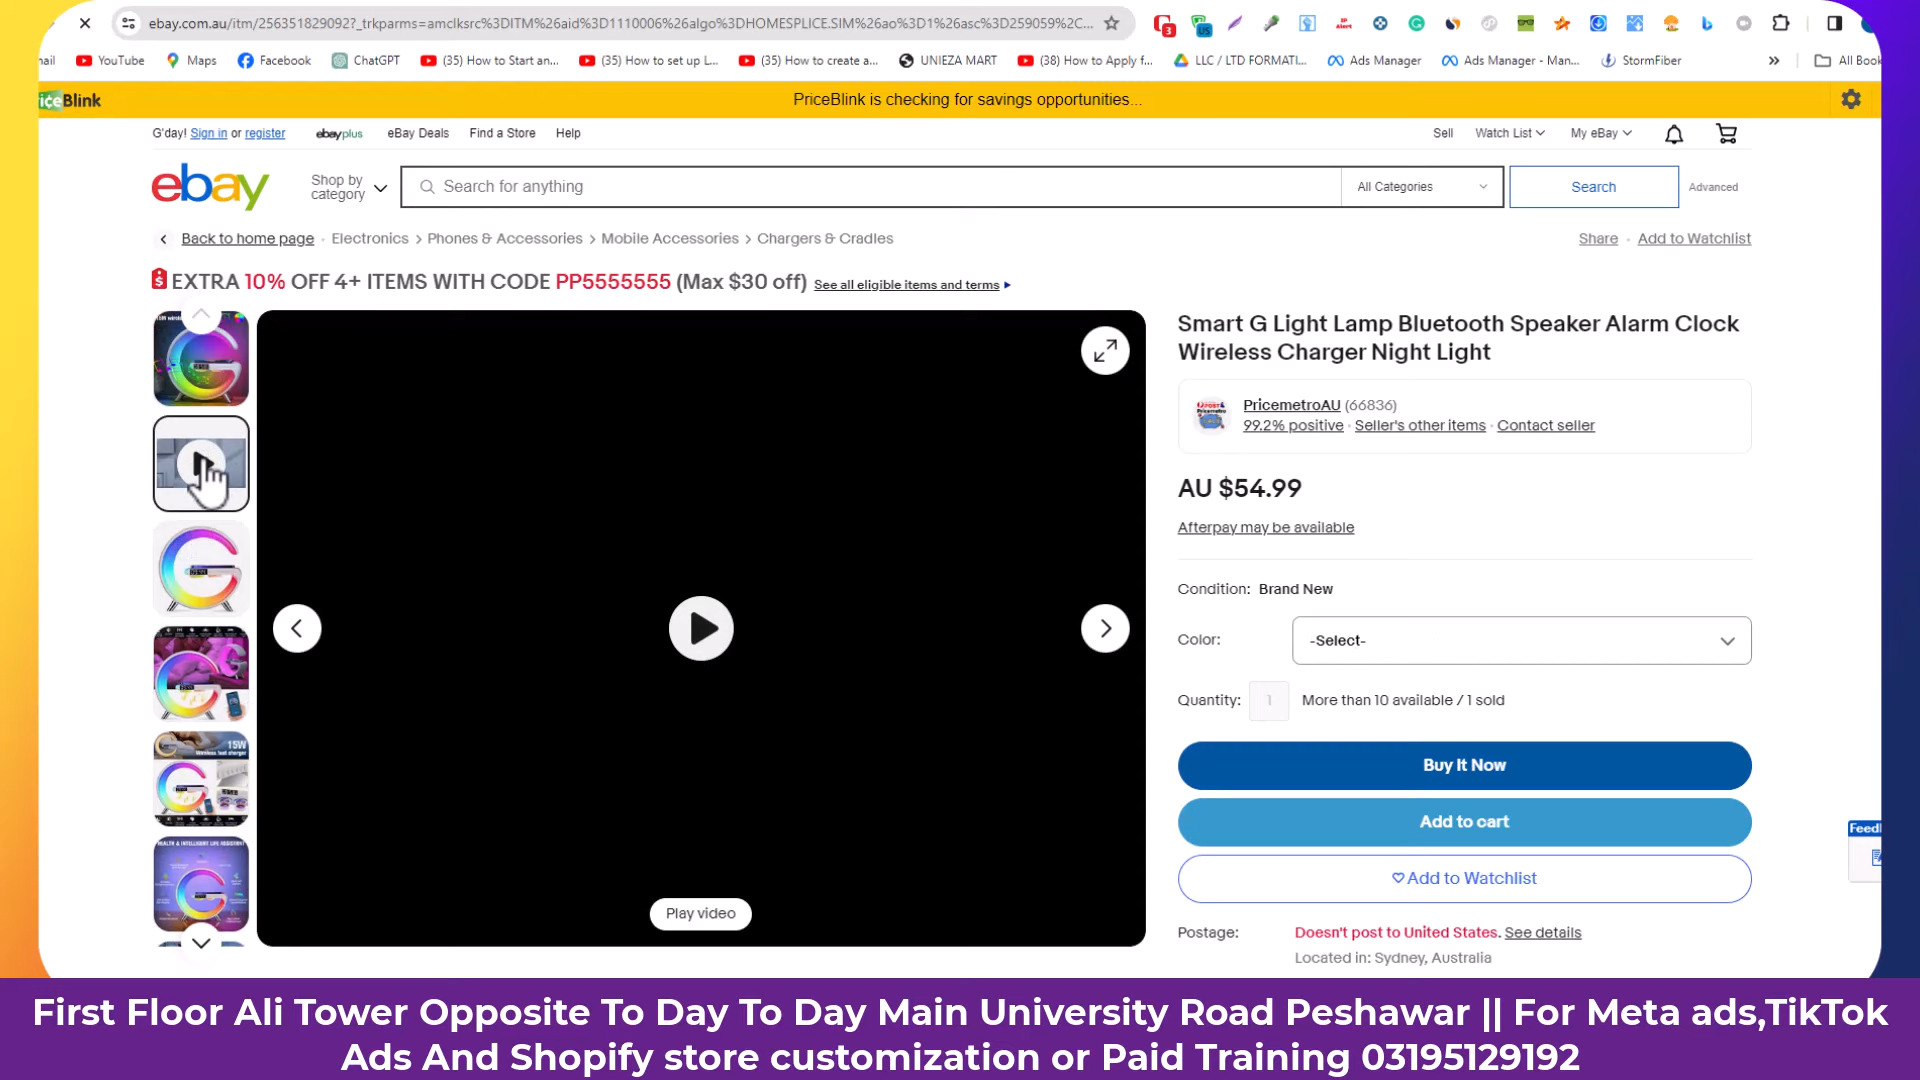 ebay.com.au/itm/256351829092?_trkparms=amclksrc%3DITM%26aid%3D1110006%26algo%3DHOMESPLICE.SIM%26ao%3D1%26asc%3D259059%2C...
YouTube Maps Facebook ChatGPT (35) How to Start an... (35) How to set up L... (35) How to create a... UNIEZA MART (38) How to Apply f... LLC / LTD FORMATI... Ads Manager Ads Manager - Man... StormFiber » All Book
iceBlink PriceBlink is checking for savings opportunities...
G'day! Sign in or register ebayplus eBay Deals Find a Store Help Sell Watch List My eBay
ebay Shop by category Search for anything All Categories Search Advanced
Back to home page · Electronics > Phones & Accessories > Mobile Accessories > Chargers & Cradles Share · Add to Watchlist
EXTRA 10% OFF 4+ ITEMS WITH CODE PP5555555 (Max $30 off) See all eligible items and terms
Smart G Light Lamp Bluetooth Speaker Alarm Clock
Wireless Charger Night Light
PricemetroAU (66836)
99.2% positive · Seller's other items · Contact seller
AU $54.99
Afterpay may be available
Condition: Brand New
Color: -Select-
Quantity: 1 More than 10 available / 1 sold
15W
Buy It Now
Add to cart
Feed
Add to Watchlist
Play video
Postage: Doesn't post to United States. See details
Located in: Sydney, Australia
First Floor Ali Tower Opposite To Day To Day Main University Road Peshawar || For Meta ads,TikTok
Ads And Shopify store customization or Paid Training 03195129192